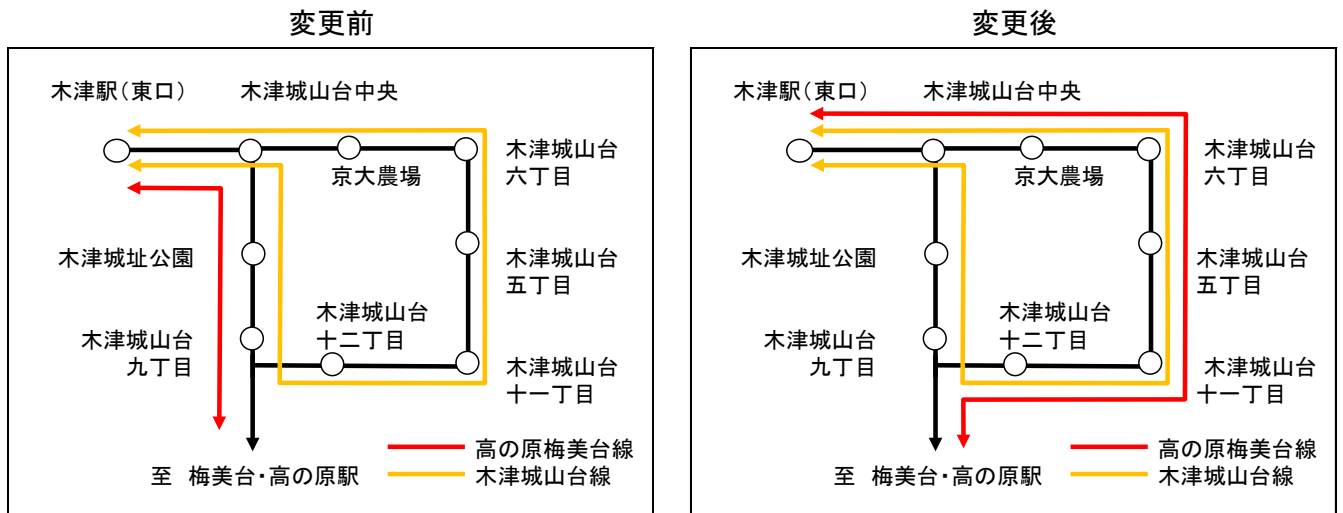 変更前
木津駅(東口)
木津城山台中央
京大農場
木津城山台
六丁目
木津城址公園
木津城山台
五丁目
木津城山台
十二丁目
木津城山台
九丁目
木津城山台
十一丁目
高の原梅美台線
至 梅美台・高の原駅
木津城山台線
変更後
木津駅(東口)
木津城山台中央
京大農場
木津城山台
六丁目
木津城址公園
木津城山台
五丁目
木津城山台
十二丁目
木津城山台
九丁目
木津城山台
十一丁目
高の原梅美台線
至 梅美台・高の原駅
木津城山台線